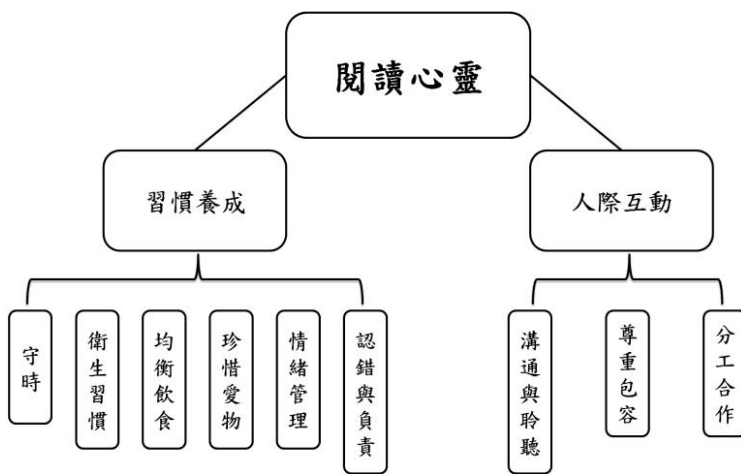 閱讀心靈
習慣養成
人際互動
守時
衛生習慣
均衡飲食
珍惜愛物
情緒管理
認錯與負責
溝通與聆聽
尊重包容
分工合作